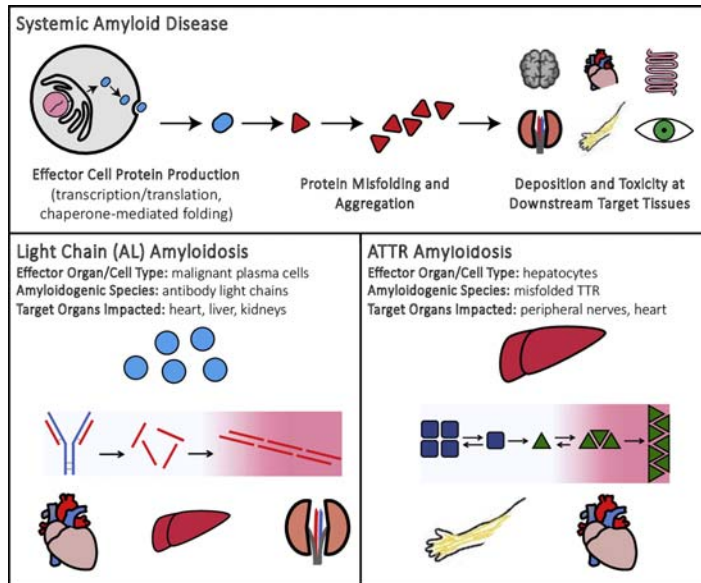 Systemic Amyloid Disease
Effector Cell Protein Production
(transcription/translation,
chaperone-mediated folding)
Protein Misfolding and
Aggregation
Deposition and Toxicity at
Downstream Target Tissues
Light Chain (AL) Amyloidosis
Effector Organ/Cell Type: malignant plasma cells
Amyloidogenic Species: antibody light chains
Target Organs Impacted: heart, liver, kidneys
ATTR Amyloidosis
Effector Organ/Cell Type: hepatocytes
Amyloidogenic Species: misfolded TTR
Target Organs Impacted: peripheral nerves, heart